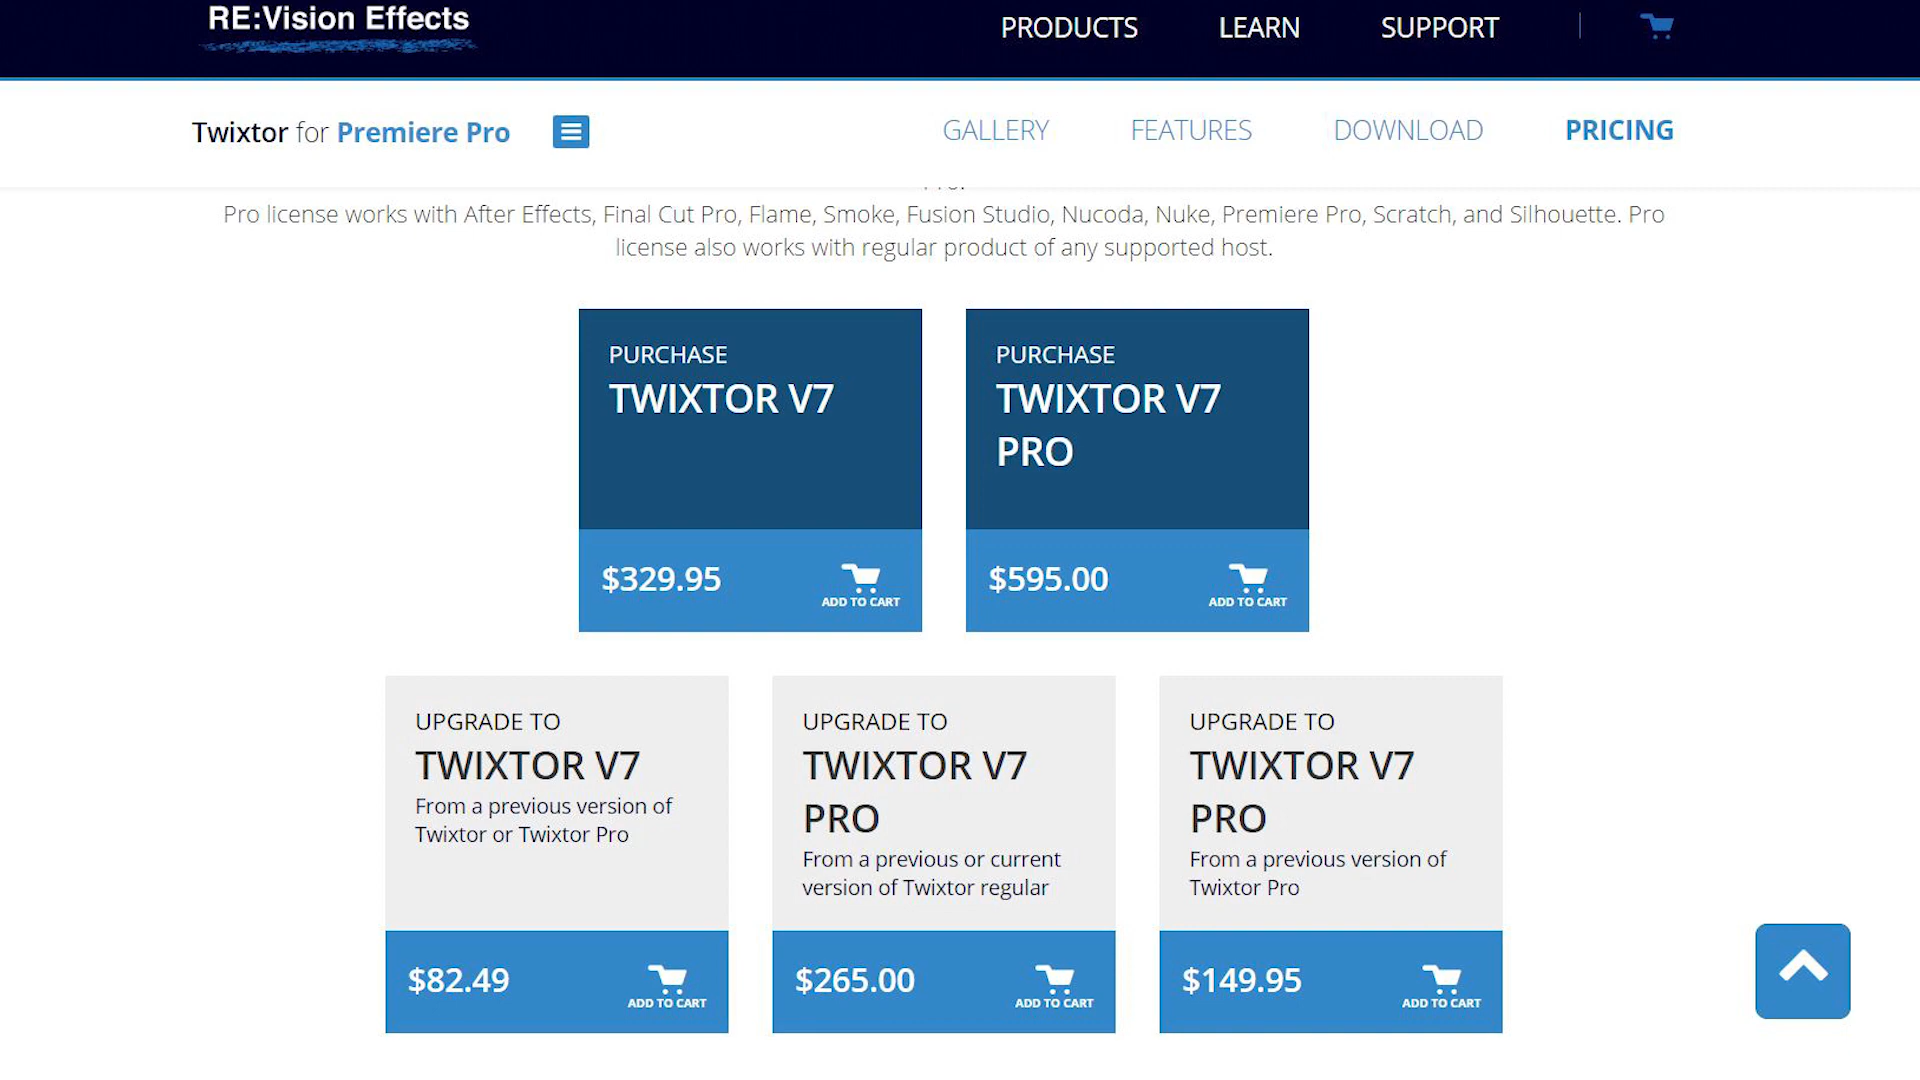 RE:Vision Effects
PRODUCTS
LEARN
SUPPORT
Twixtor for Premiere Pro
GALLERY
FEATURES
DOWNLOAD
PRICING
Pro license works with After Effects, Final Cut Pro, Flame, Smoke, Fusion Studio, Nucoda, Nuke, Premiere Pro, Scratch, and Silhouette. Pro
license also works with regular product of any supported host.
PURCHASE
TWIXTOR V7
$329.95
ADD TO CART
PURCHASE
TWIXTOR V7
PRO
$595.00
ADD TO CART
UPGRADE TO
TWIXTOR V7
From a previous version of
Twixtor or Twixtor Pro
$82.49
ADD TO CART
UPGRADE TO
TWIXTOR V7
PRO
From a previous or current
version of Twixtor regular
$265.00
ADD TO CART
UPGRADE TO
TWIXTOR V7
PRO
From a previous version of
Twixtor Pro
$149.95
ADD TO CART